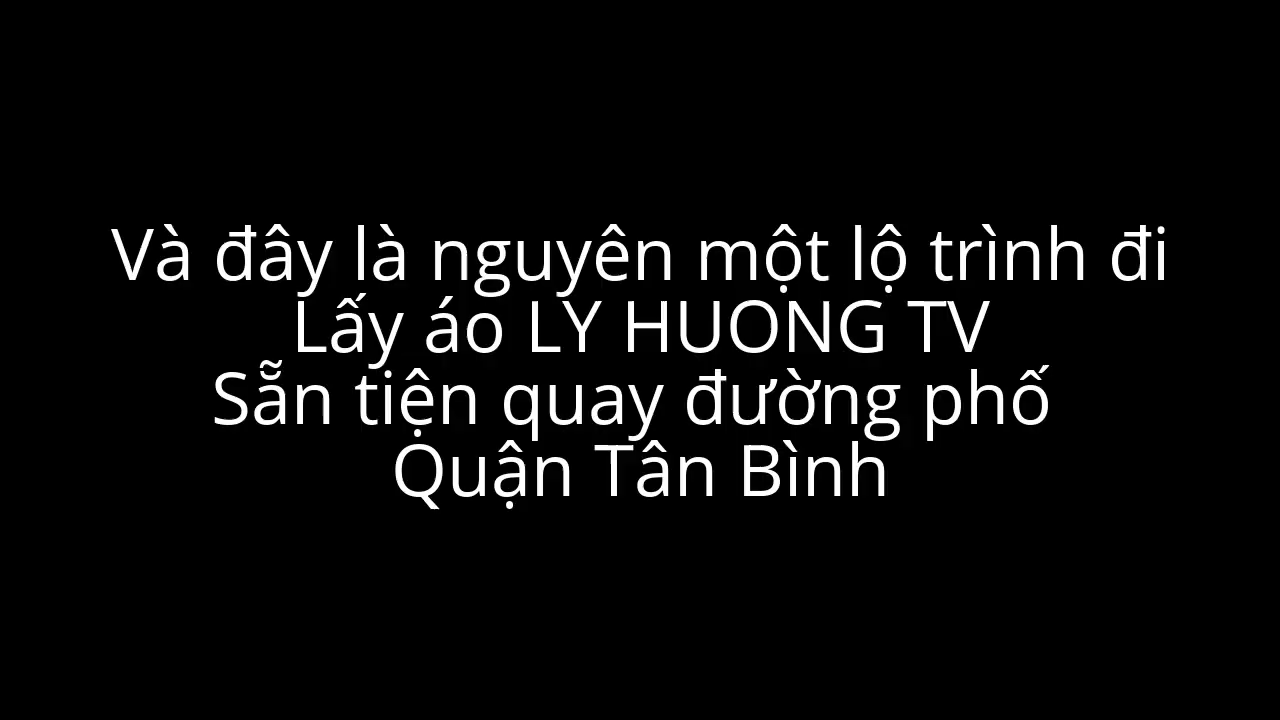 Và đây là nguyên một lộ trình đi
Lấy áo LY HUONG TV
Sẵn tiện quay đường phố
Quận Tân Bình